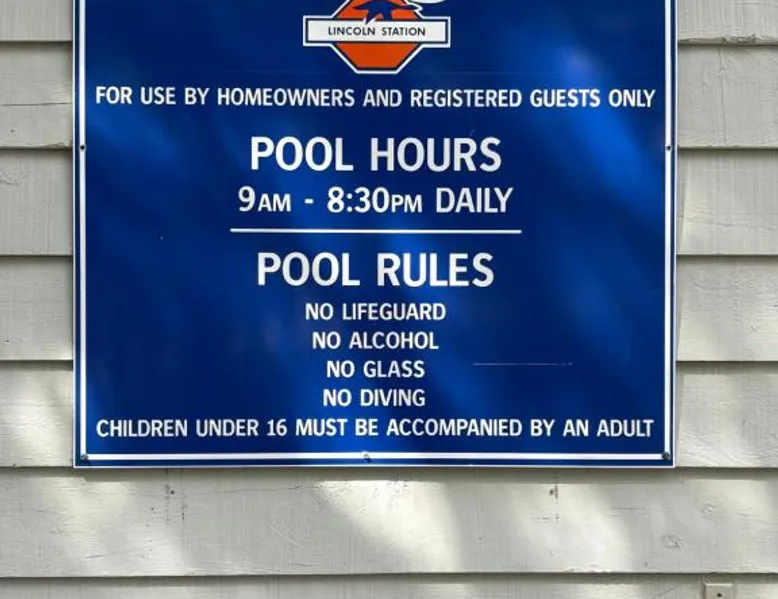 LINCOLN STATION
FOR USE BY HOMEOWNERS AND REGISTERED GUESTS ONLY
POOL HOURS
9AM - 8:30PM DAILY
POOL RULES
NO LIFEGUARD
NO ALCOHOL
NO GLASS
NO DIVING
CHILDREN UNDER 16 MUST BE ACCOMPANIED BY AN ADULT